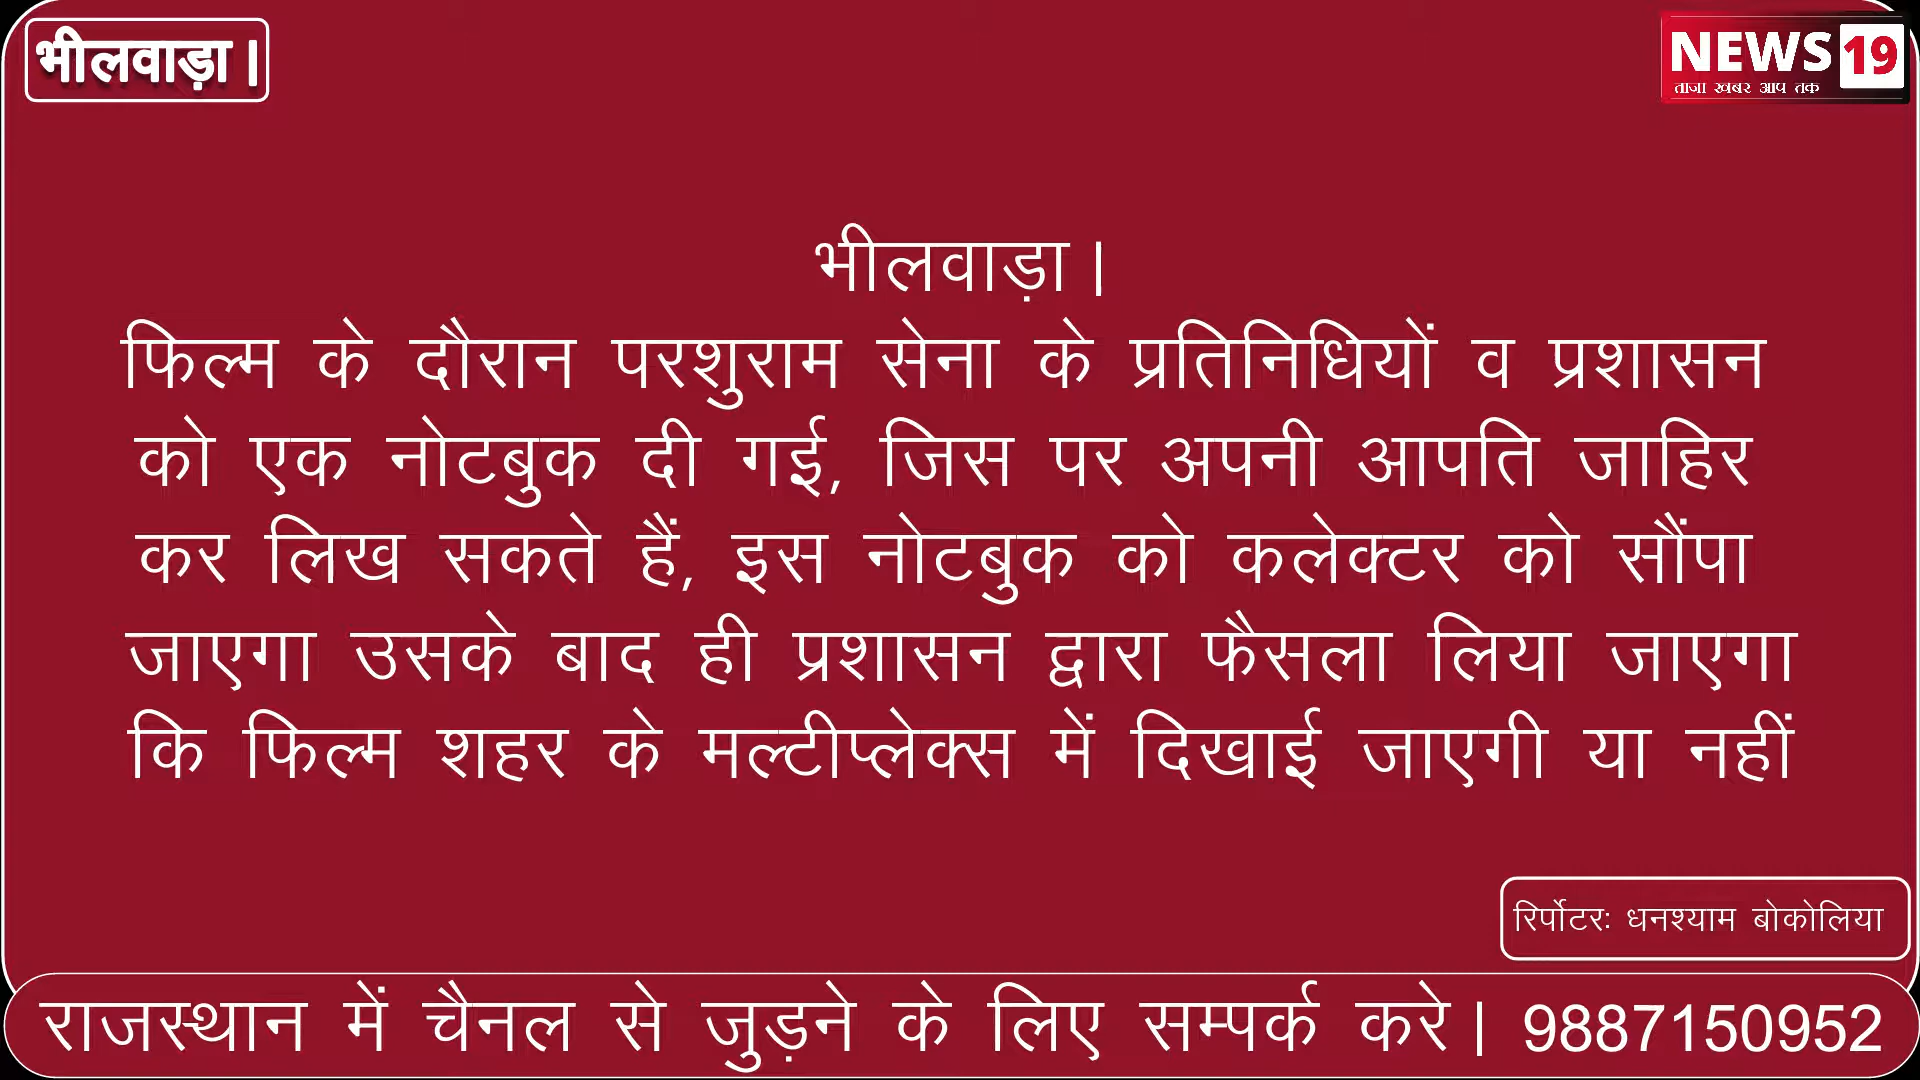 भीलवाड़ा।
NEWS 19
ताजा खबर आप तक
भीलवाड़ा।
फिल्म के दौरान परशुराम सेना के प्रतिनिधियों व प्रशासन
को एक नोटबुक दी गई, जिस पर अपनी आपति जाहिर
कर लिख सकते हैं, इस नोटबुक को कलेक्टर को सौंपा
जाएगा उसके बाद ही प्रशासन द्वारा फैसला लिया जाएगा
कि फिल्म शहर के मल्टीप्लेक्स में दिखाई जाएगी या नहीं
रिर्पोटरः धनश्याम बोकोलिया
राजस्थान में चैनल से जुड़ने के लिए सम्पर्क करे। 9887150952